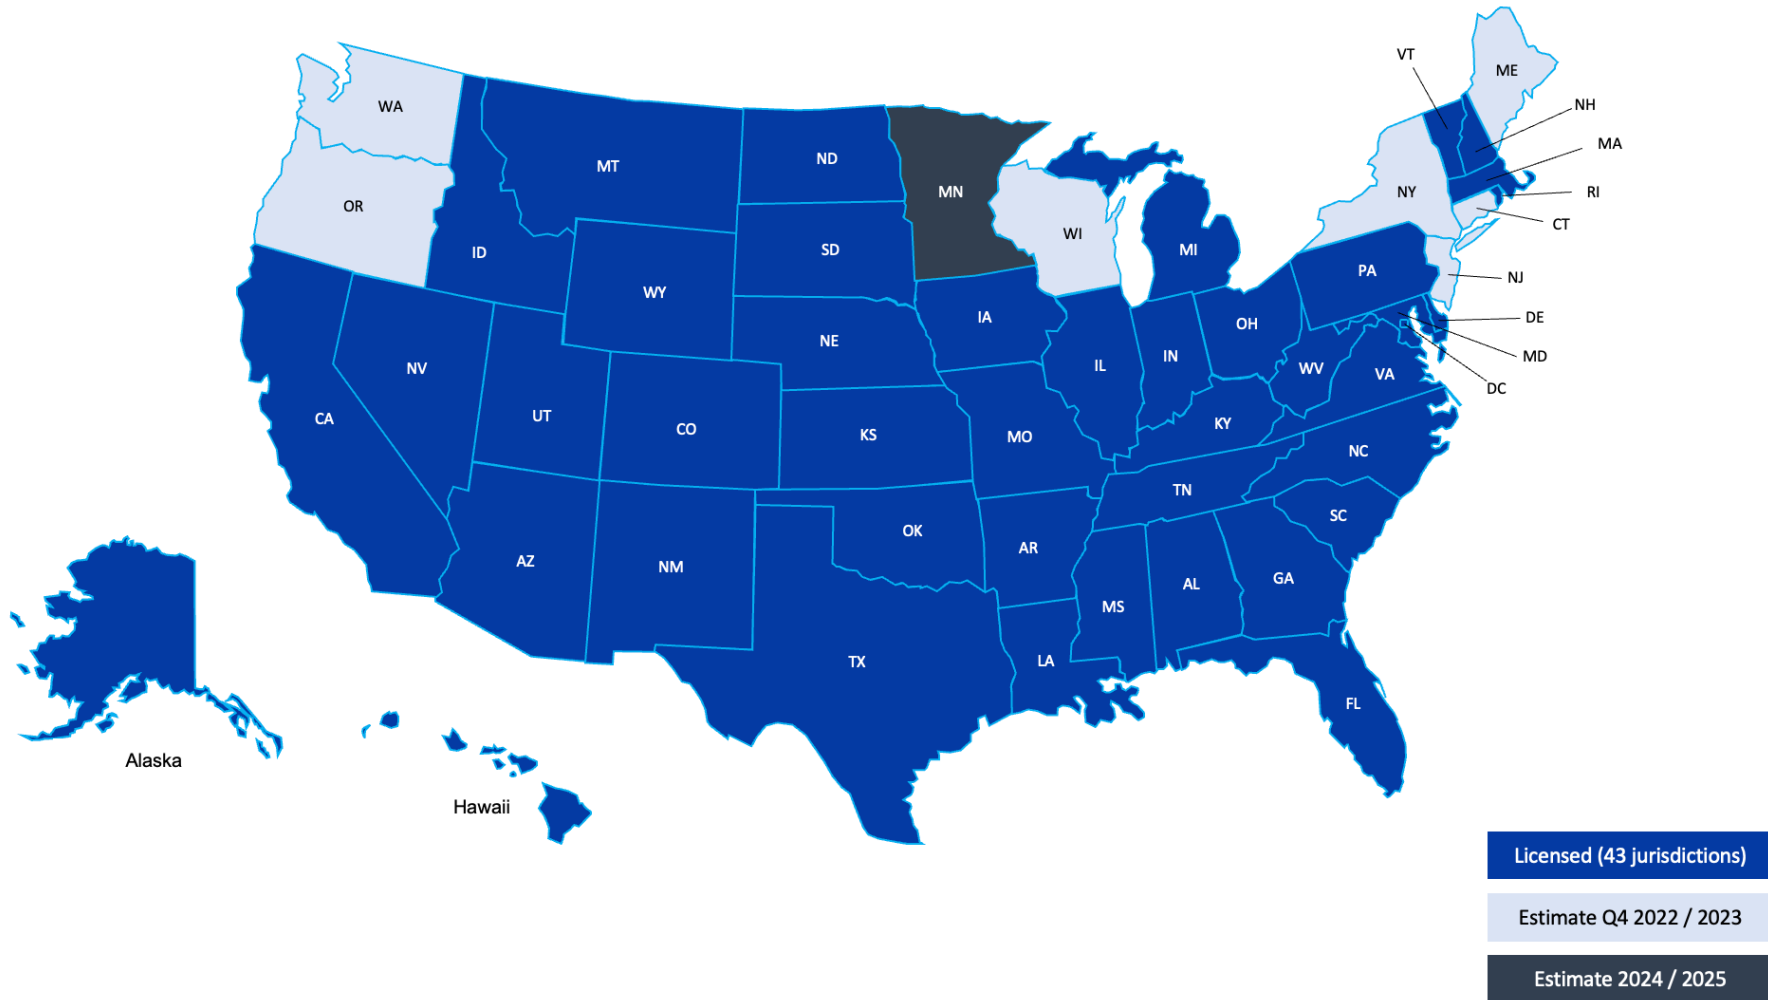 VT
ME
WA
NH
MT
ND
MA
MN
NY
RI
OR
CT
WI
ID
SD
MI
PA
NJ
WY
IA
OH
DE
NE
IN
MD
NV
IL
WV
VA
DC
UT
CA
CO
KS
MO
KY
NC
TN
SC
OK
AR
AZ
NM
GA
AL
MS
TX
LA
FL
Alaska
Hawaii
Licensed (43 jurisdictions)
Estimate Q4 2022 / 2023
Estimate 2024 / 2025